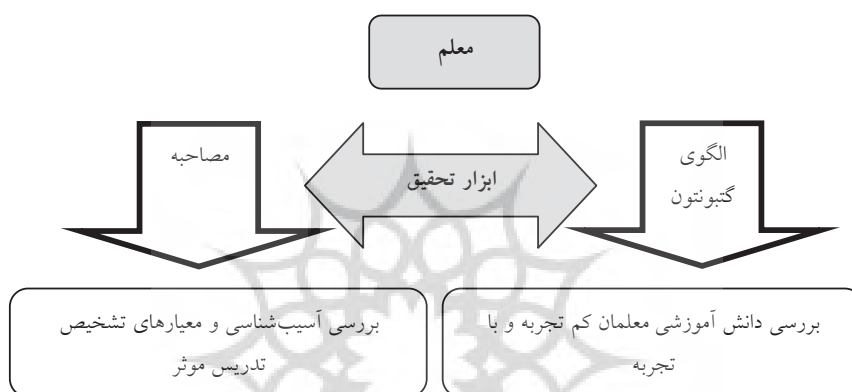 معلم
الگوی
گتبونتون
ابزار تحقیق
مصاحبه
بررسی دانش آموزشی معلمان کم تجربه و با
تجربه
بررسی آسیب‌شناسی و معیارهای تشخیص
تدریس موثر